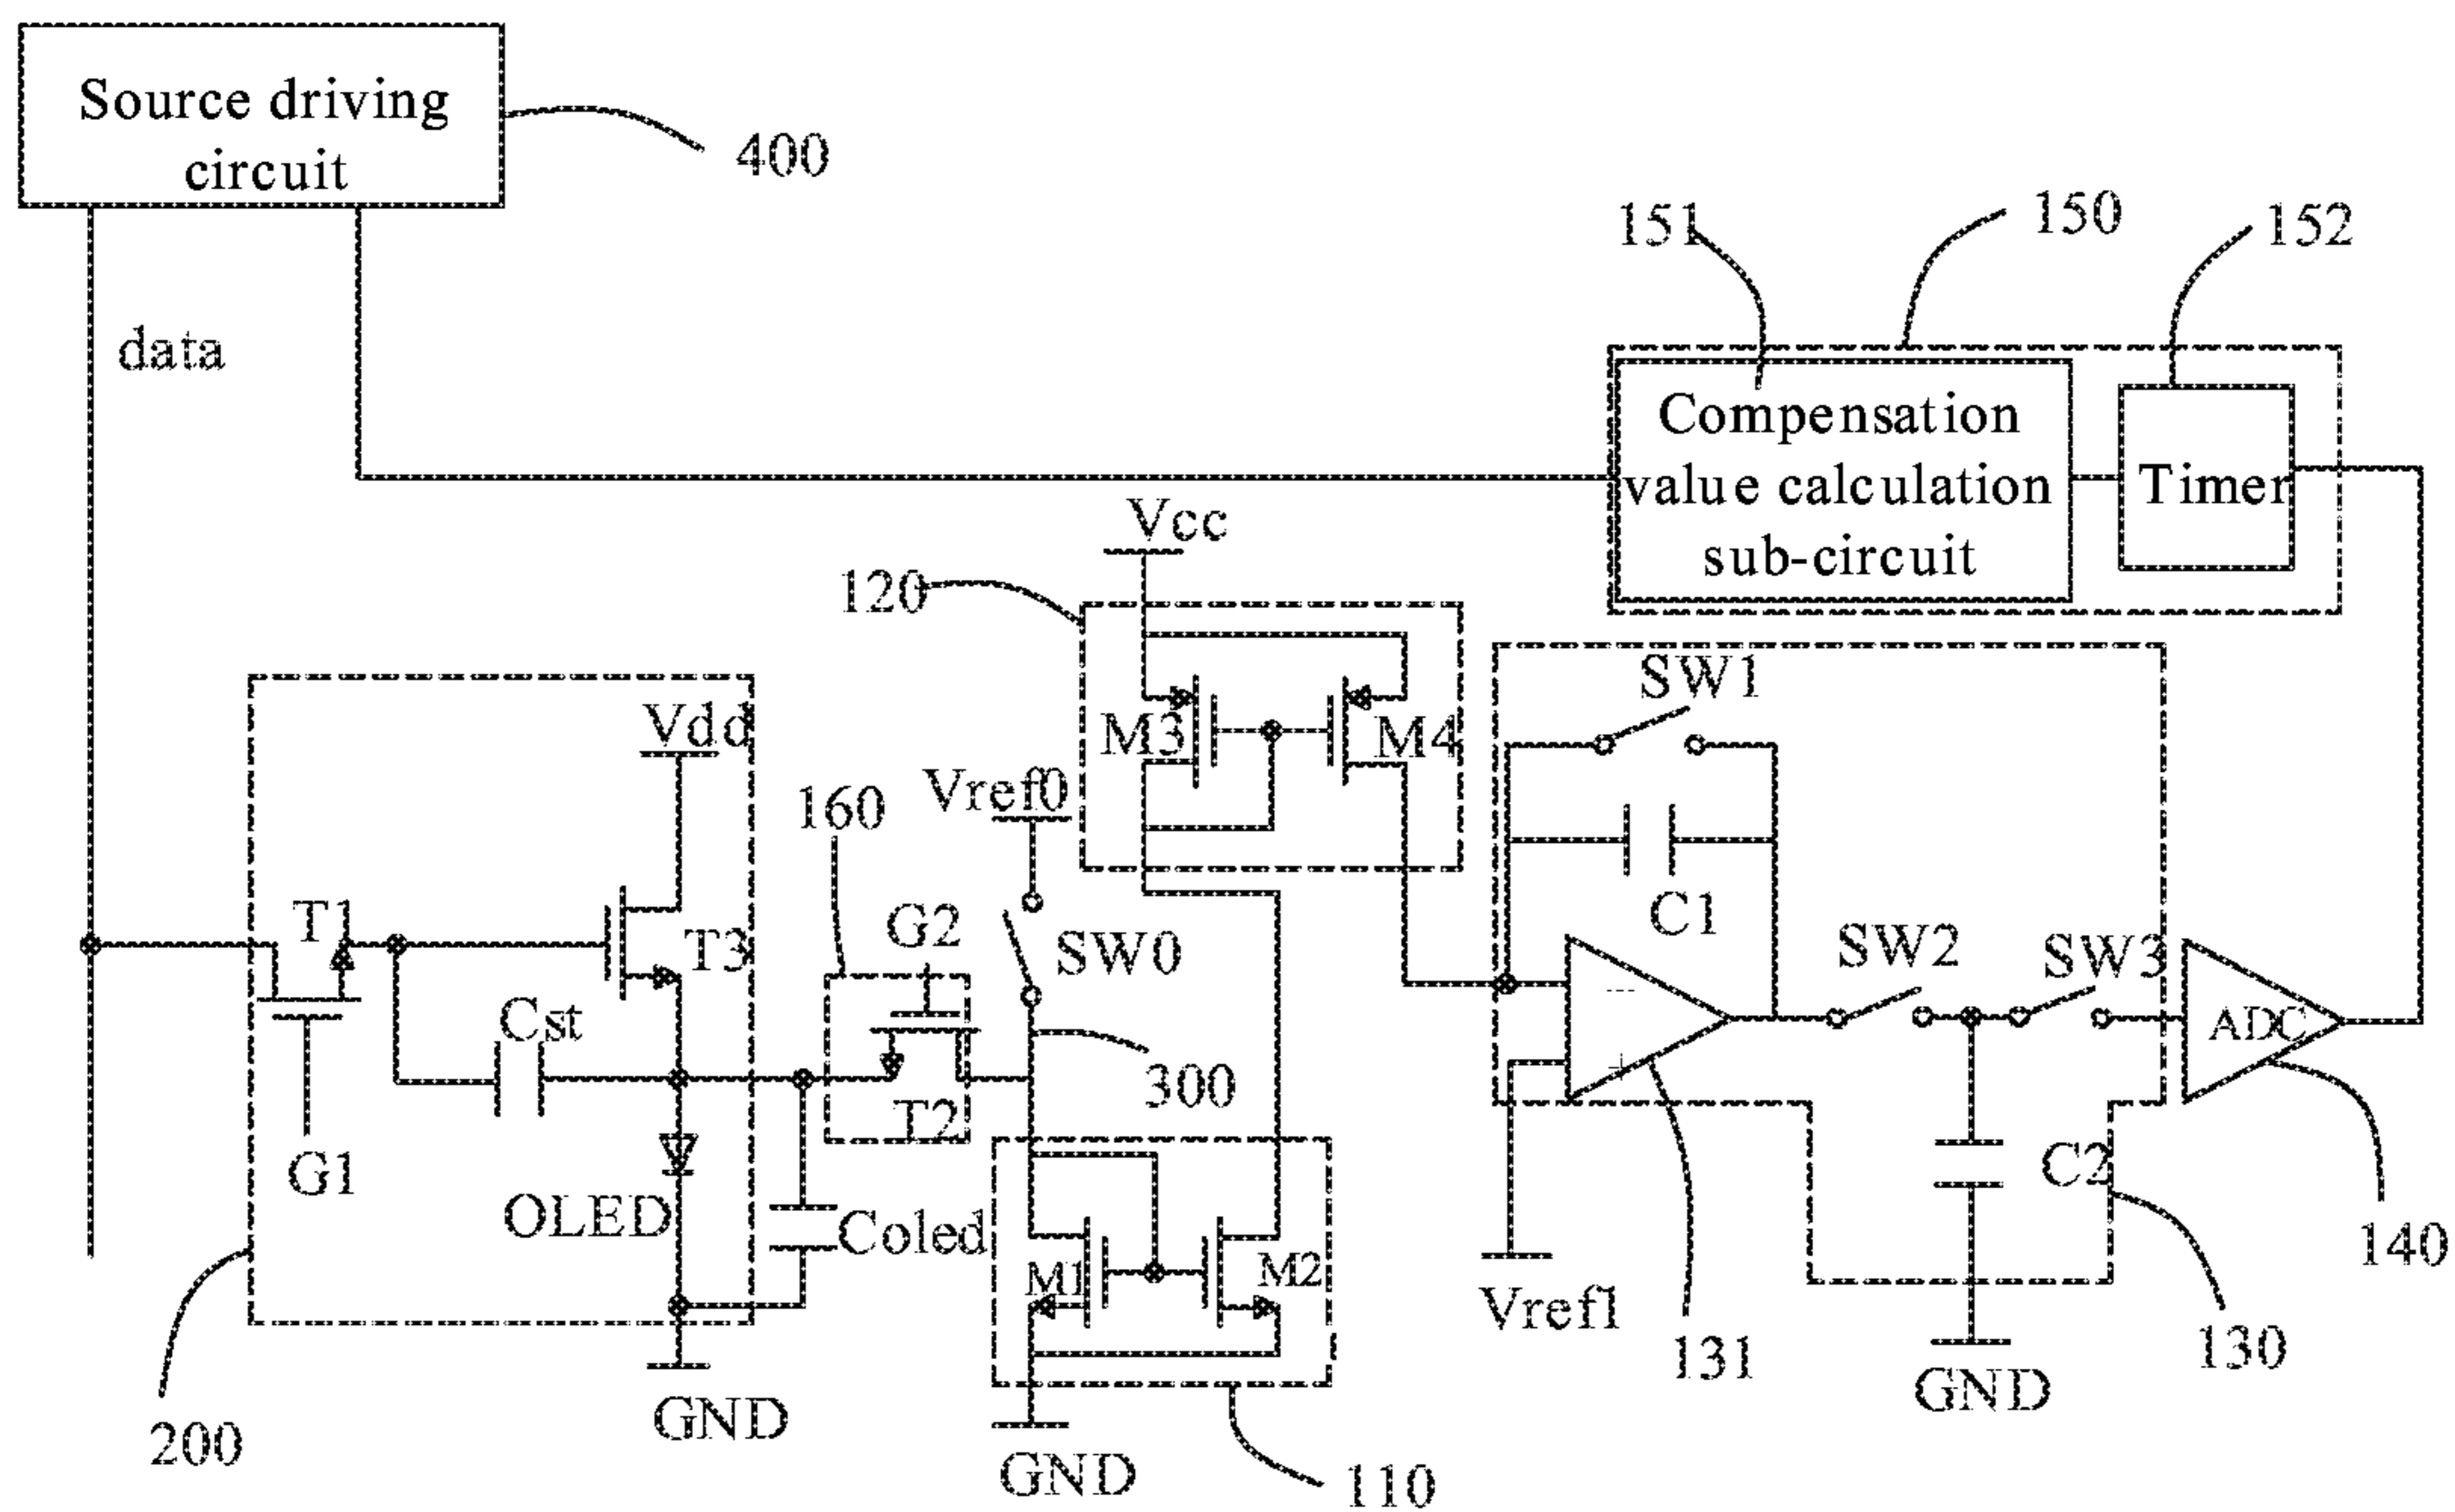 Source driving
circuit
400
151
150
152
data
Compensation
value calculation
sub-circuit
Timer
Vcc
120
SW1
Vdd
M3
M4
Vref0
160
C1
T1
G2
T3
SW0
SW2
SW3
ADC
Cst
300
T2
G1
C2
OLED
Coled
M1
M2
140
Vref1
131
130
GND
GND
200
GND
110
- -
+